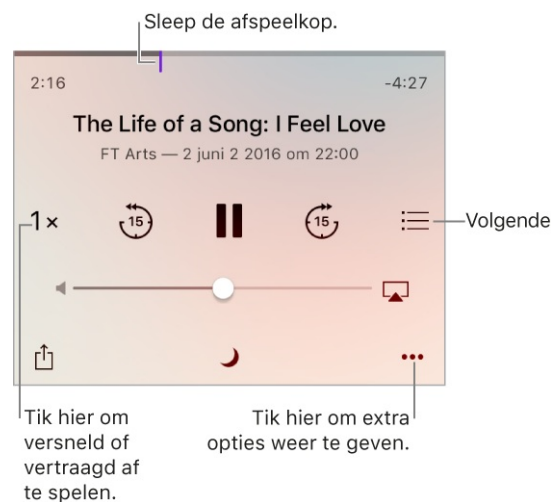 Sleep de afspeelkop.
2:16 -4:27
The Life of a Song: I Feel Love
FT Arts — 2 juni 2 2016 om 22:00
1× 15 15 Volgende
Tik hier om
versneld of
vertraagd af
te spelen.
Tik hier om extra
opties weer te geven.